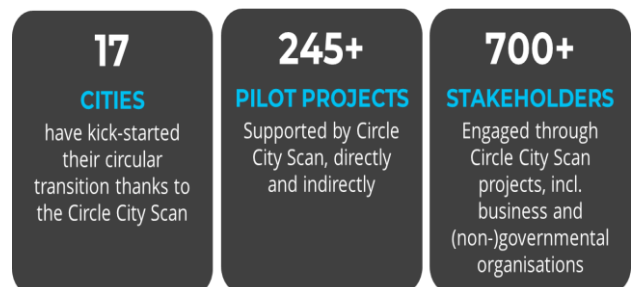 17
CITIES
have kick-started
their circular
transition thanks to
the Circle City Scan
245+
PILOT PROJECTS
Supported by Circle
City Scan, directly
and indirectly
700+
STAKEHOLDERS
Engaged through
Circle City Scan
projects, incl.
business and
(non-)governmental
organisations